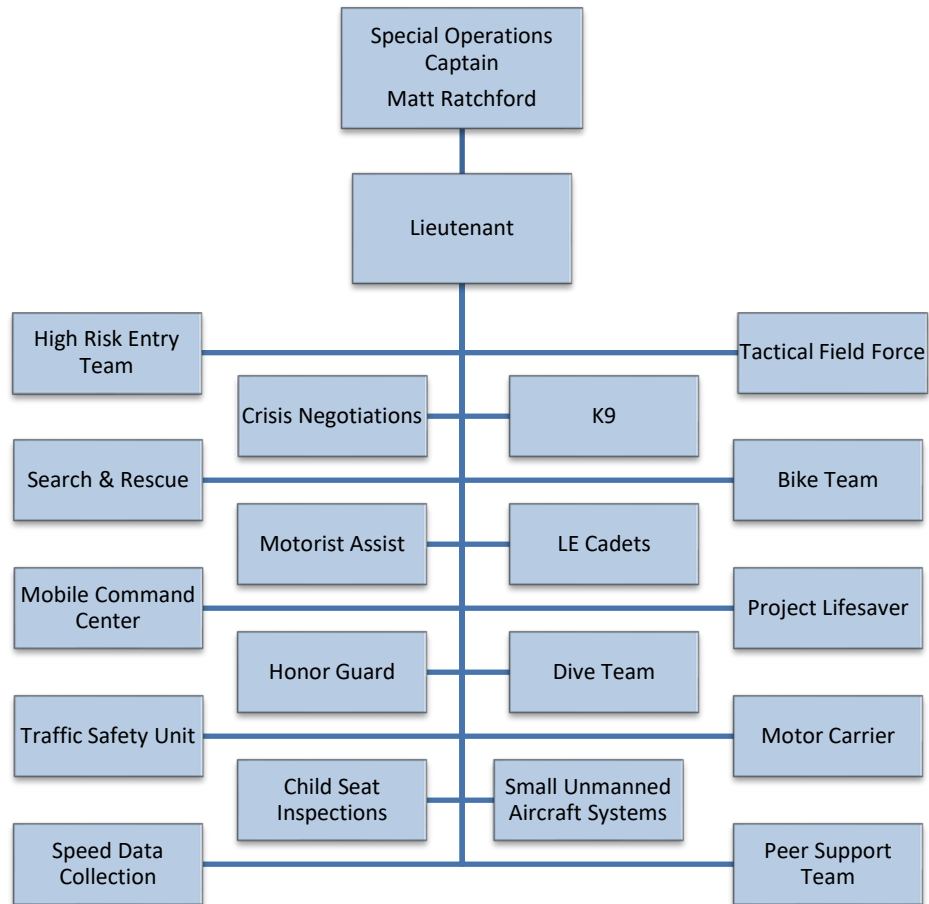 Special Operations
Captain
Matt Ratchford
Lieutenant
High Risk Entry
Team
Tactical Field Force
Crisis Negotiations
K9
Search & Rescue
Bike Team
Motorist Assist
LE Cadets
Mobile Command
Center
Project Lifesaver
Honor Guard
Dive Team
Traffic Safety Unit
Motor Carrier
Child Seat
Inspections
Small Unmanned
Aircraft Systems
Speed Data
Collection
Peer Support
Team